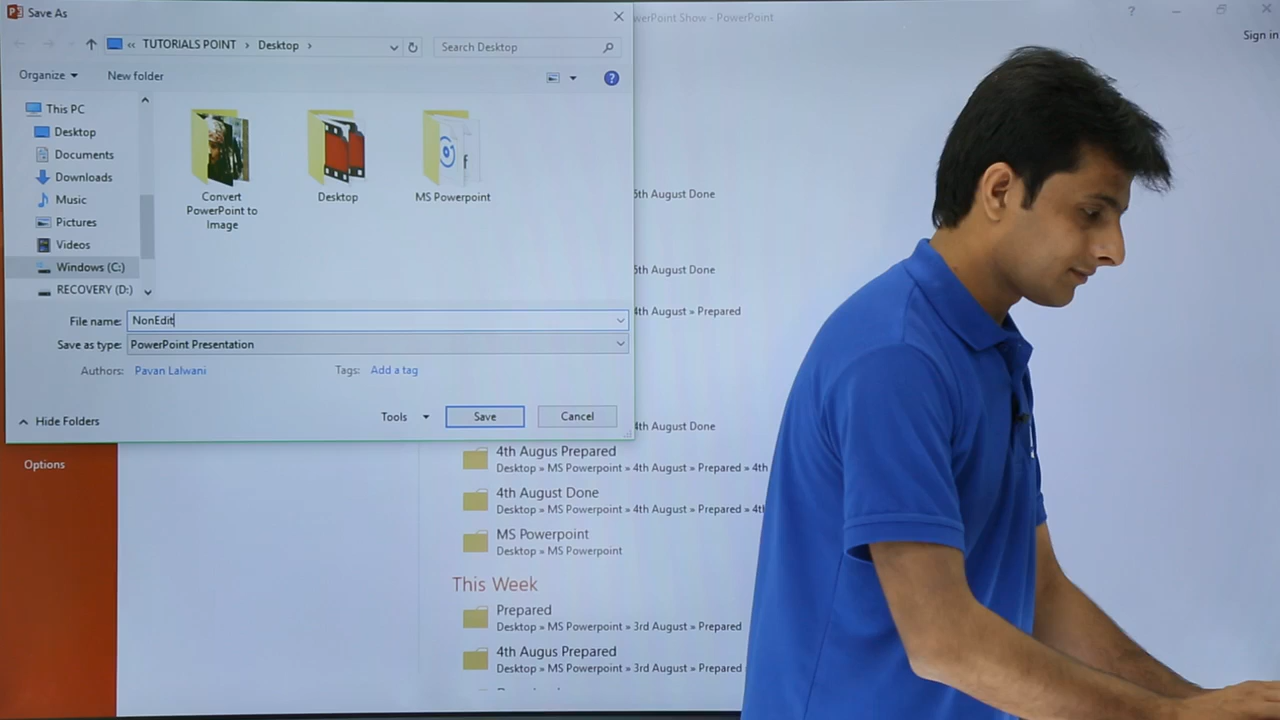 Save As
werPoint Show - PowerPoint
Sign in
TUTORIALS POINT › Desktop ›
Search Desktop
Organize
New folder
This PC
Desktop
Documents
Downloads
Music
Pictures
Videos
Windows (C:)
RECOVERY (D:)
Convert PowerPoint to Image
Desktop
MS Powerpoint
File name: NonEdit
Save as type: PowerPoint Presentation
Authors: Pavan Lalwani
Tags: Add a tag
Hide Folders
Tools
Save
Cancel
5th August Done
5th August Done
4th August » Prepared
4th August Done
Options
4th Augus Prepared
Desktop » MS Powerpoint » 4th August » Prepared » 4th
4th August Done
Desktop » MS Powerpoint » 4th August » Prepared » 4th
MS Powerpoint
Desktop » MS Powerpoint
This Week
Prepared
Desktop » MS Powerpoint » 3rd August » Prepared
4th Augus Prepared
Desktop » MS Powerpoint » 3rd August » Prepared